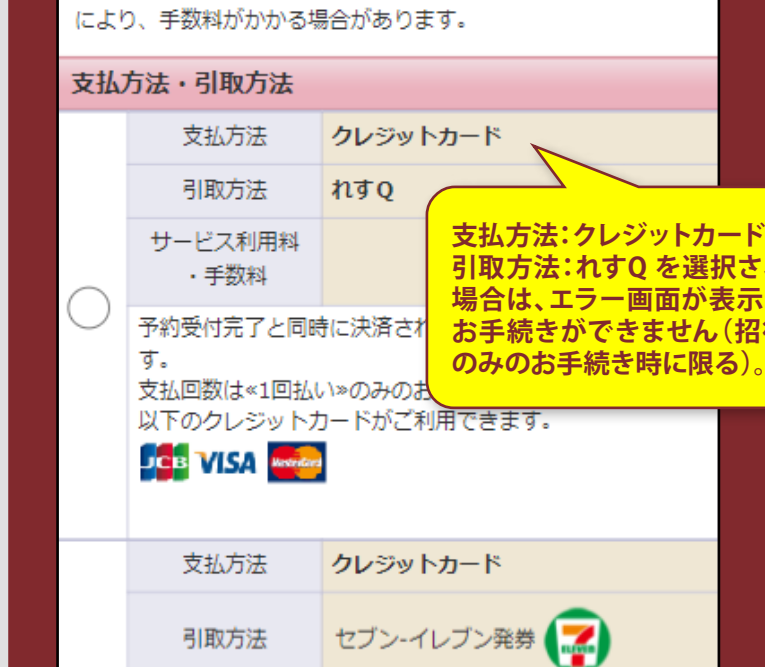 により、手数料がかかる場合があります。
支払方法・引取方法
支払方法 クレジットカード
引取方法 れすQ
サービス利用料
・手数料
支払方法：クレジットカード
引取方法：れすQ を選択さ
場合は、エラー画面が表示
お手続きができません（招
のみのお手続き時に限る）。
予約受付完了と同時に決済され
す。
支払回数は«1回払い»のみのお
以下のクレジットカードがご利用できます。
JCB VISA MasterCard
支払方法 クレジットカード
引取方法 セブン-イレブン発券
ELEVEN